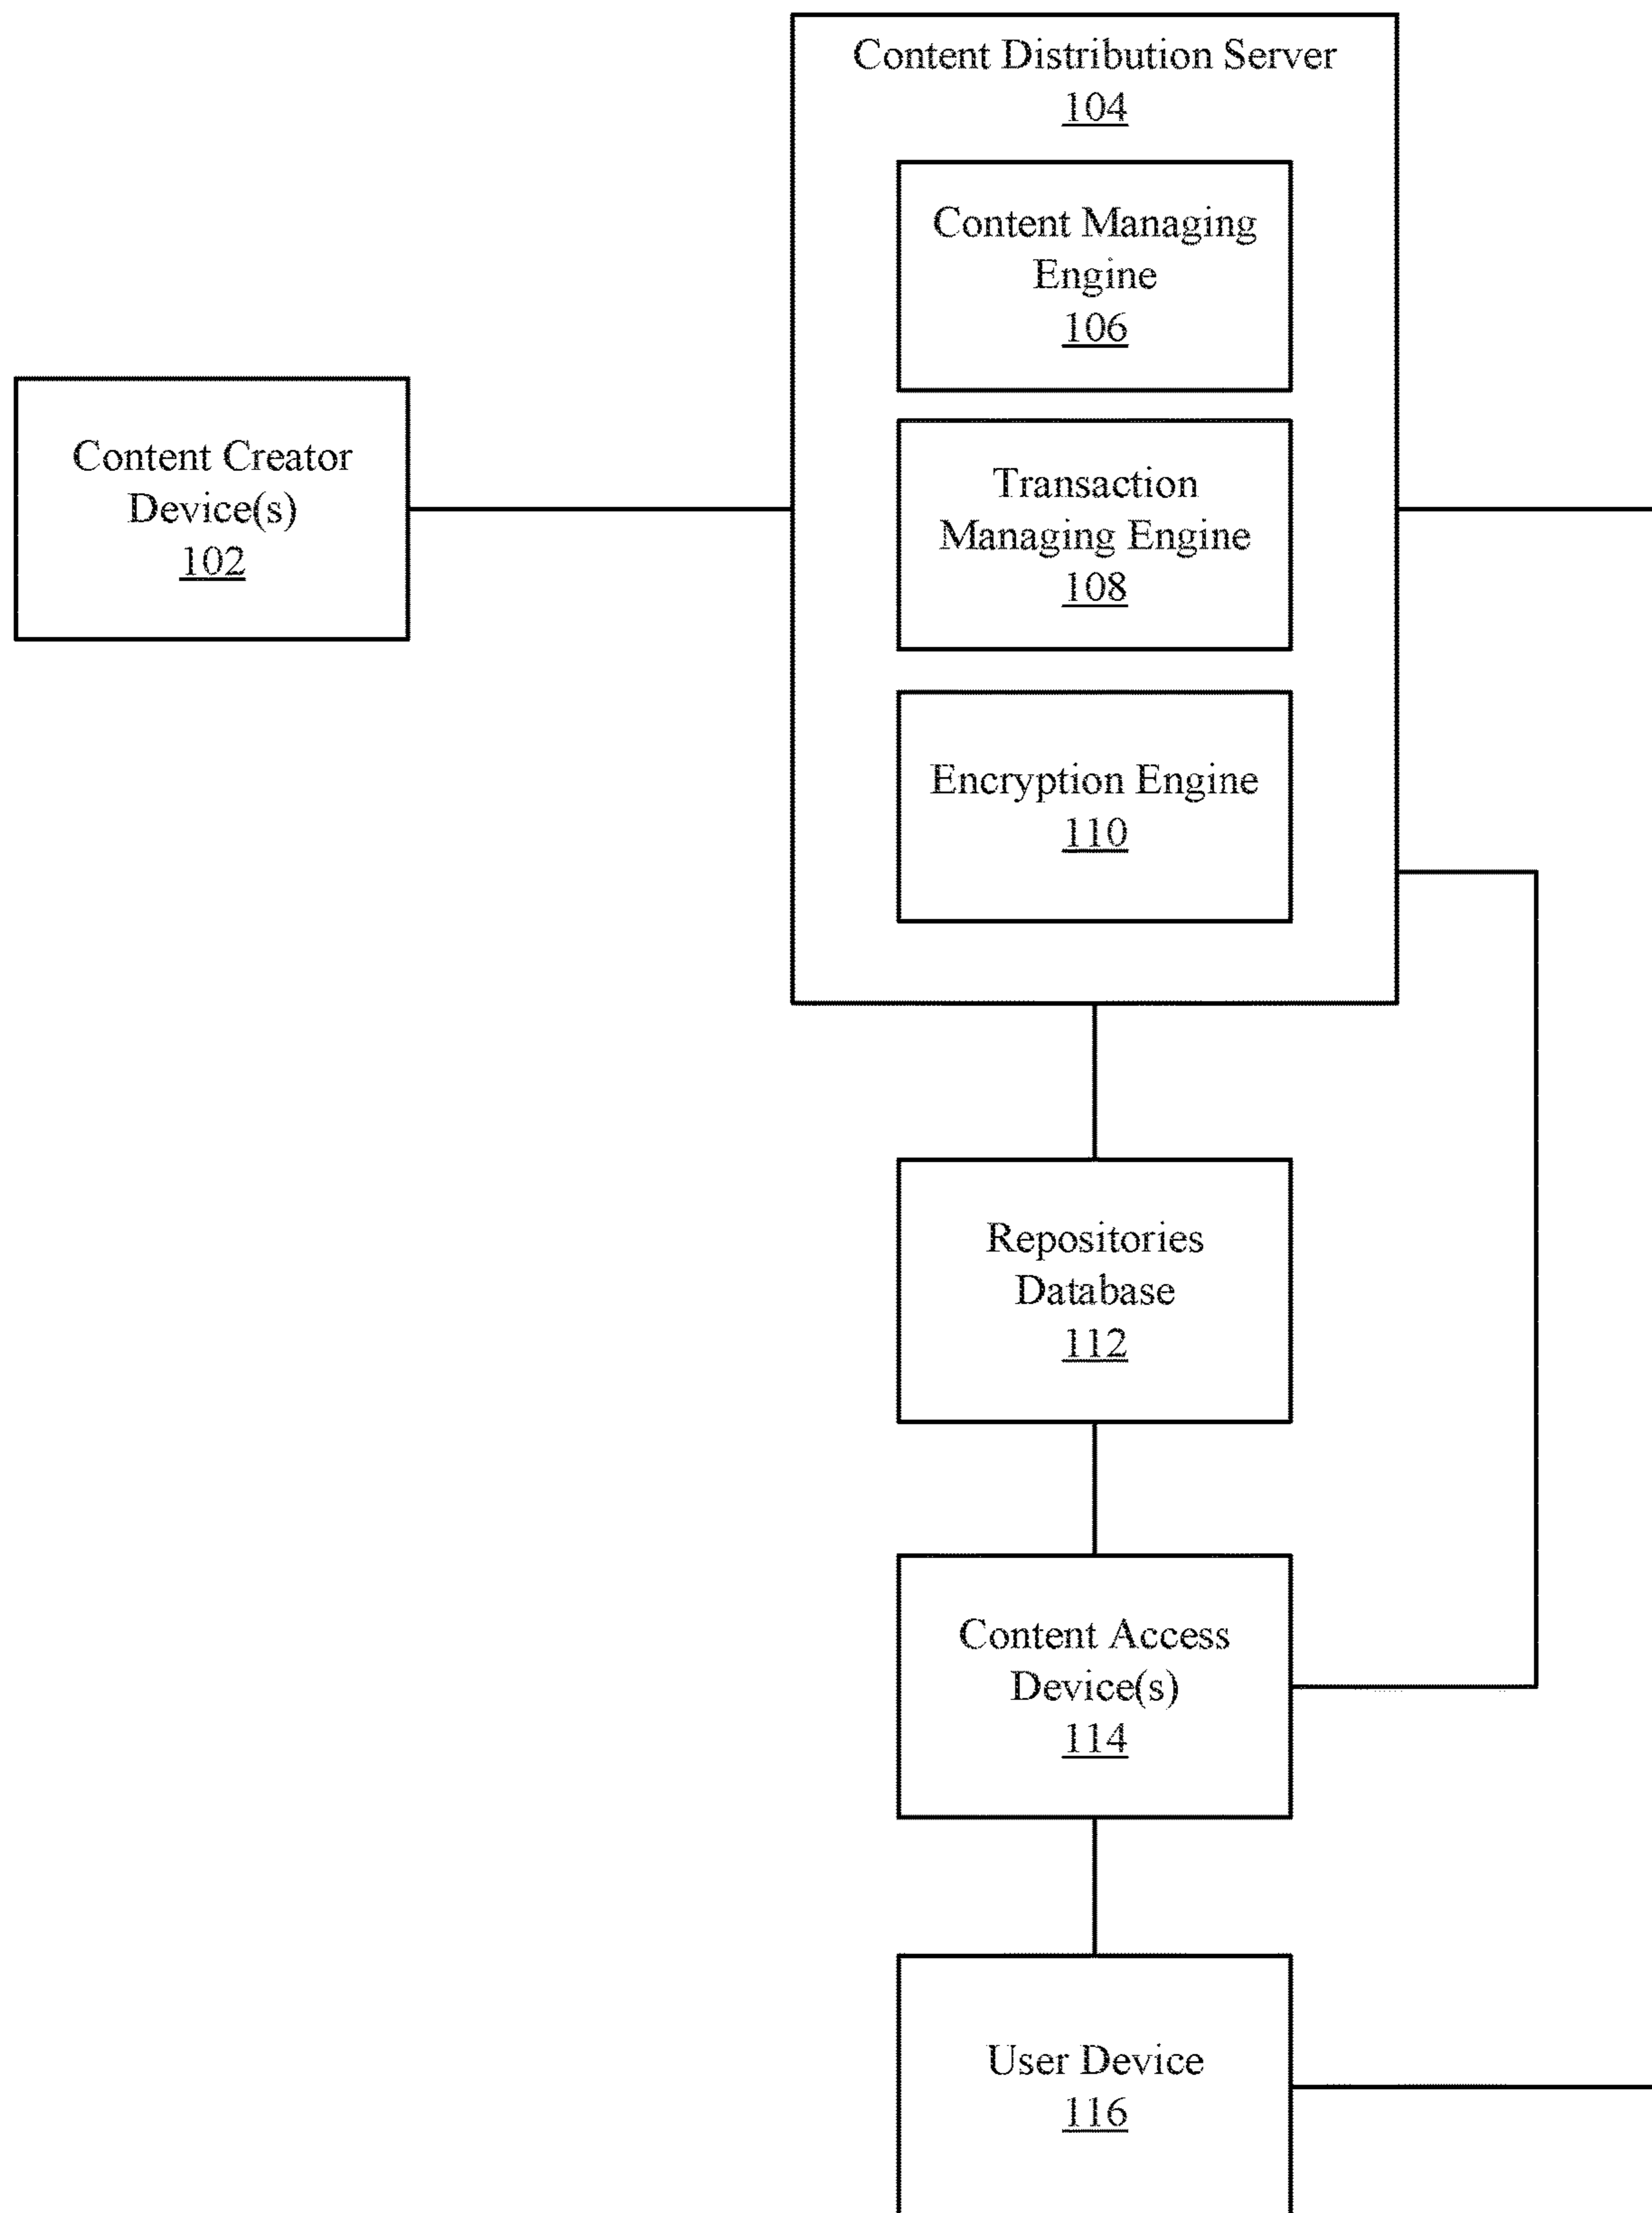 Content Distribution Server
104
Content Managing
Engine
106
Content Creator
Device(s)
102
Transaction
Managing Engine
108
Encryption Engine
110
Repositories
Database
112
Content Access
Device(s)
114
User Device
116